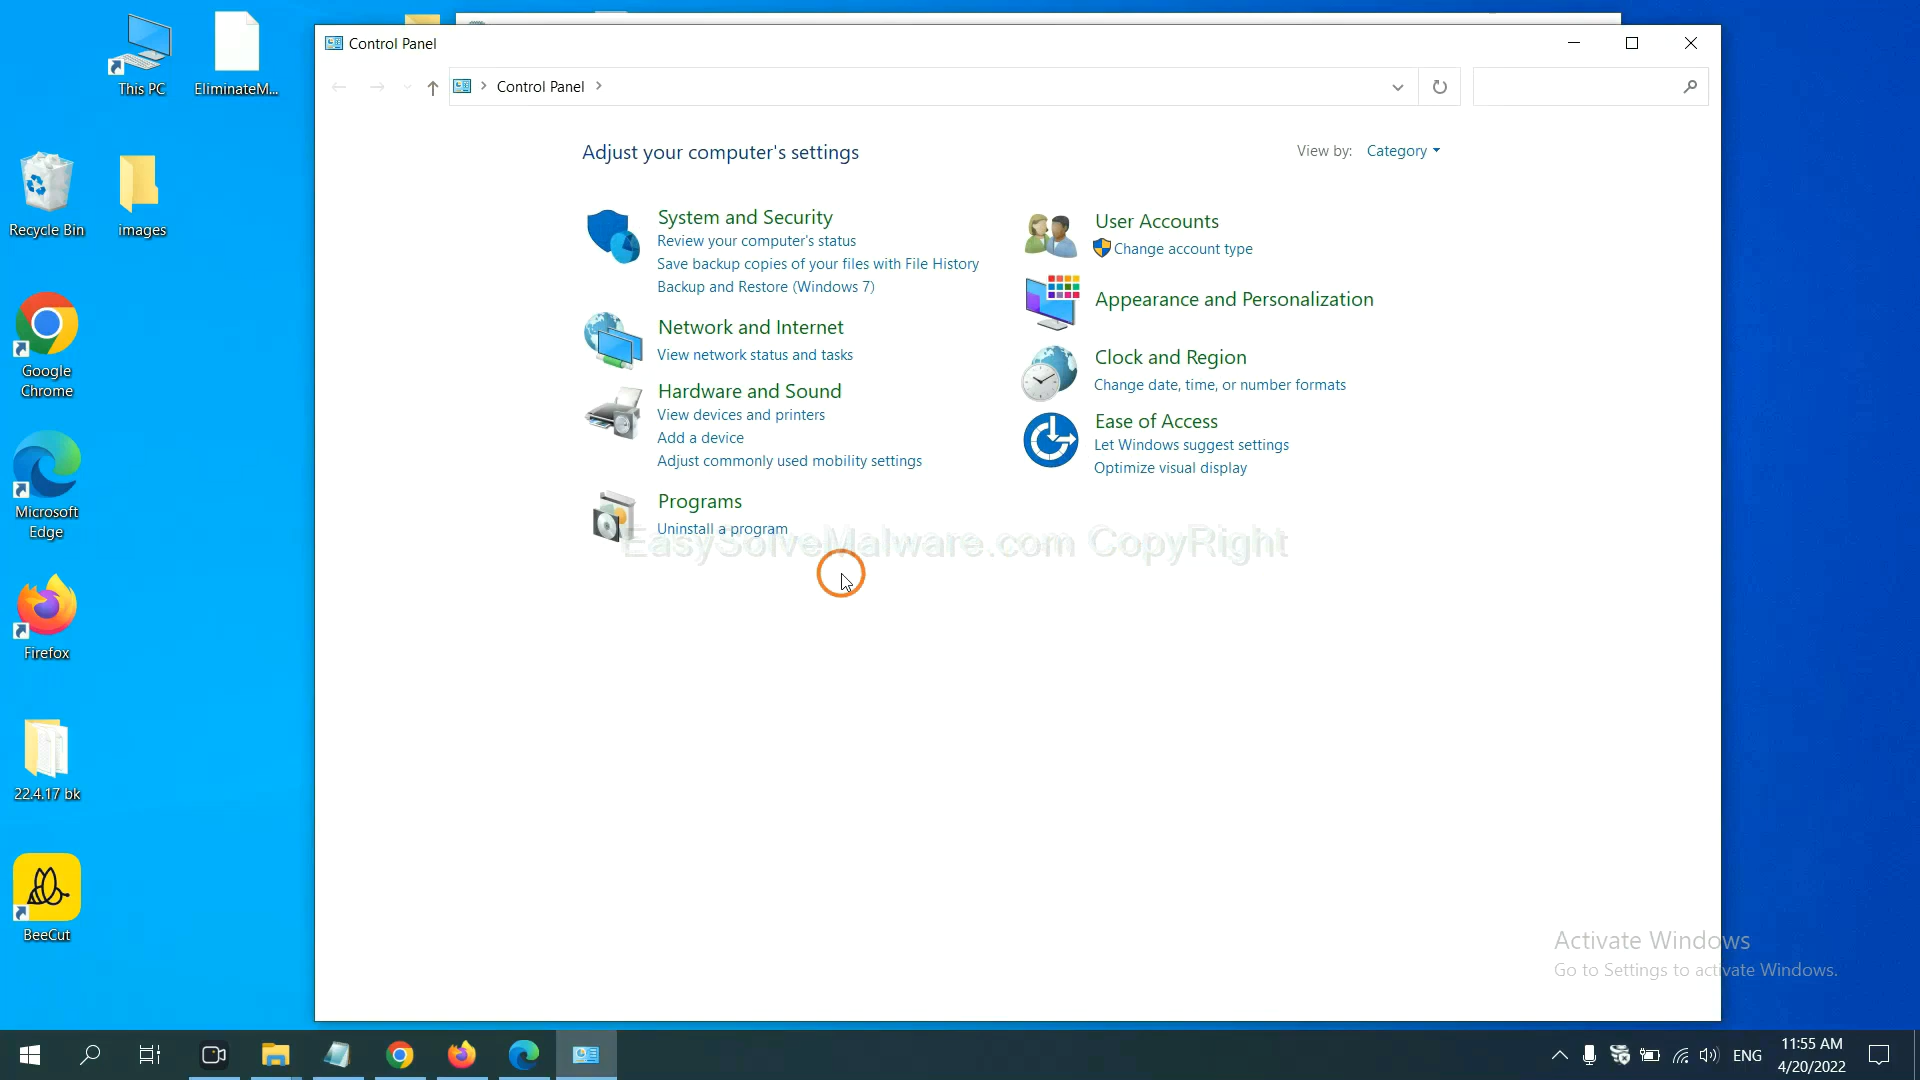 This PC
EliminateM...
Recycle Bin
images
Google
Chrome
Microsoft
Edge
Firefox
22.4.17 bk
BeeCut
Control Panel
Control Panel
Adjust your computer's settings
View by: Category
System and Security
Review your computer's status
Save backup copies of your files with File History
Backup and Restore (Windows 7)
Network and Internet
View network status and tasks
Hardware and Sound
View devices and printers
Add a device
Adjust commonly used mobility settings
Programs
Uninstall a program
User Accounts
Change account type
Appearance and Personalization
Clock and Region
Change date, time, or number formats
Ease of Access
Let Windows suggest settings
Optimize visual display
EasySolveMalware.com CopyRight
Activate Windows
Go to Settings to activate Windows.
ENG
11:55 AM
4/20/2022